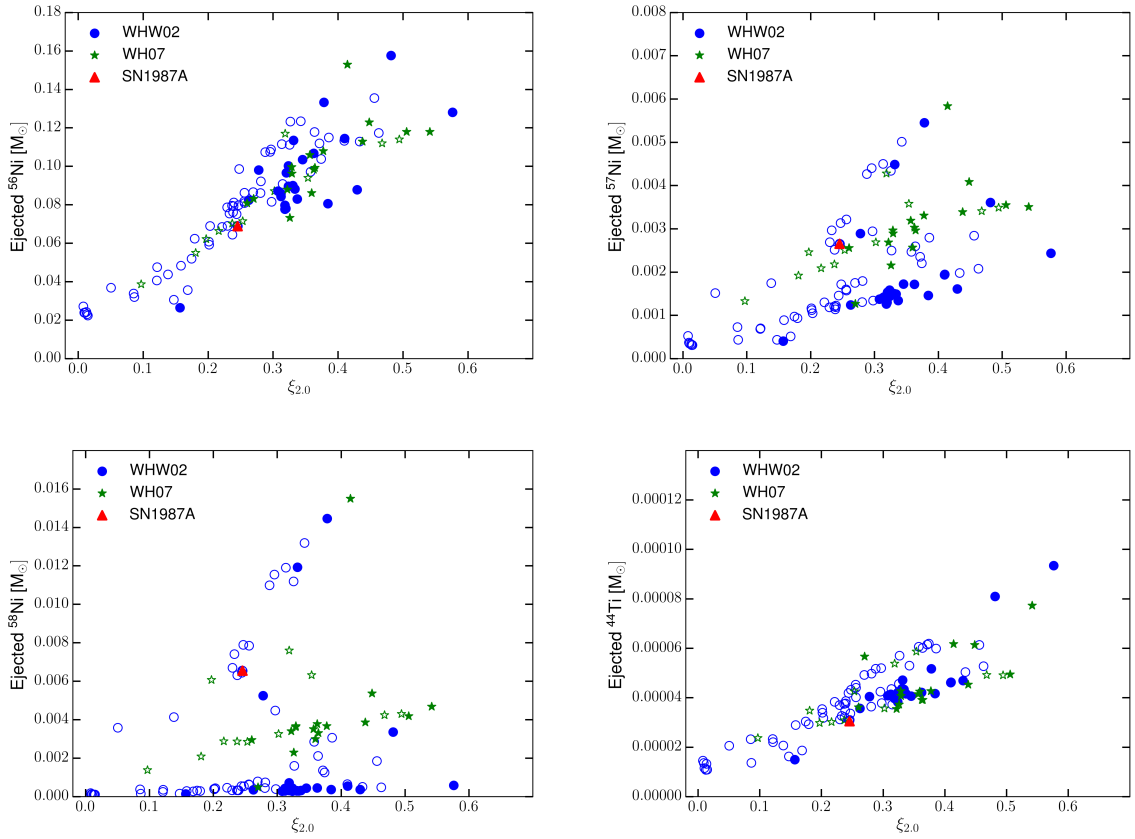 0.18
0.16
0.14
0.12
0.10
0.08
0.06
0.04
0.02
0.00
Ejected ⁵⁶Ni [M⊙]
WHW02
WH07
SN1987A
0.0 0.1 0.2 0.3 0.4 0.5 0.6
ξ2.0
0.008
0.007
0.006
0.005
0.004
0.003
0.002
0.001
0.000
Ejected ⁵⁷Ni [M⊙]
WHW02
WH07
SN1987A
0.0 0.1 0.2 0.3 0.4 0.5 0.6
ξ2.0
0.016
0.014
0.012
0.010
0.008
0.006
0.004
0.002
0.000
Ejected ⁵⁸Ni [M⊙]
WHW02
WH07
SN1987A
0.0 0.1 0.2 0.3 0.4 0.5 0.6
ξ2.0
0.00012
0.00010
0.00008
0.00006
0.00004
0.00002
0.00000
Ejected ⁴⁴Ti [M⊙]
WHW02
WH07
SN1987A
0.0 0.1 0.2 0.3 0.4 0.5 0.6
ξ2.0